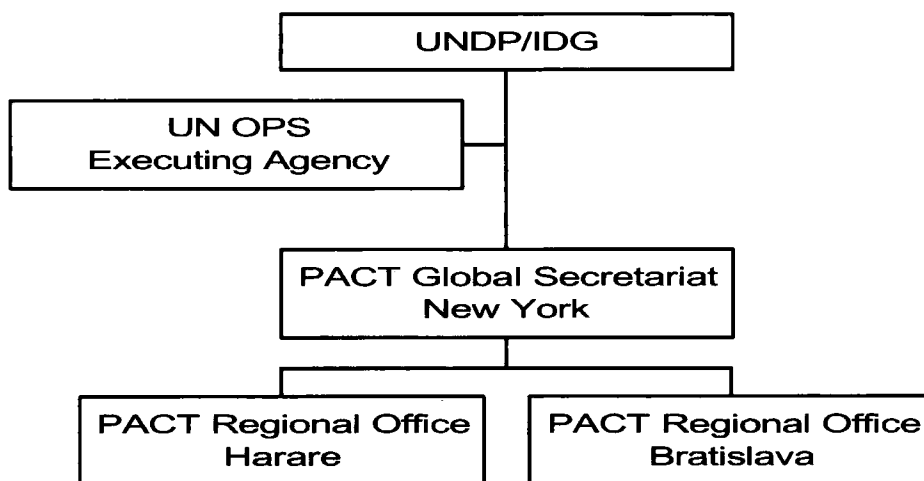 UNDP/IDG
UN OPS
Executing Agency
PACT Global Secretariat
New York
PACT Regional Office
Harare
PACT Regional Office
Bratislava